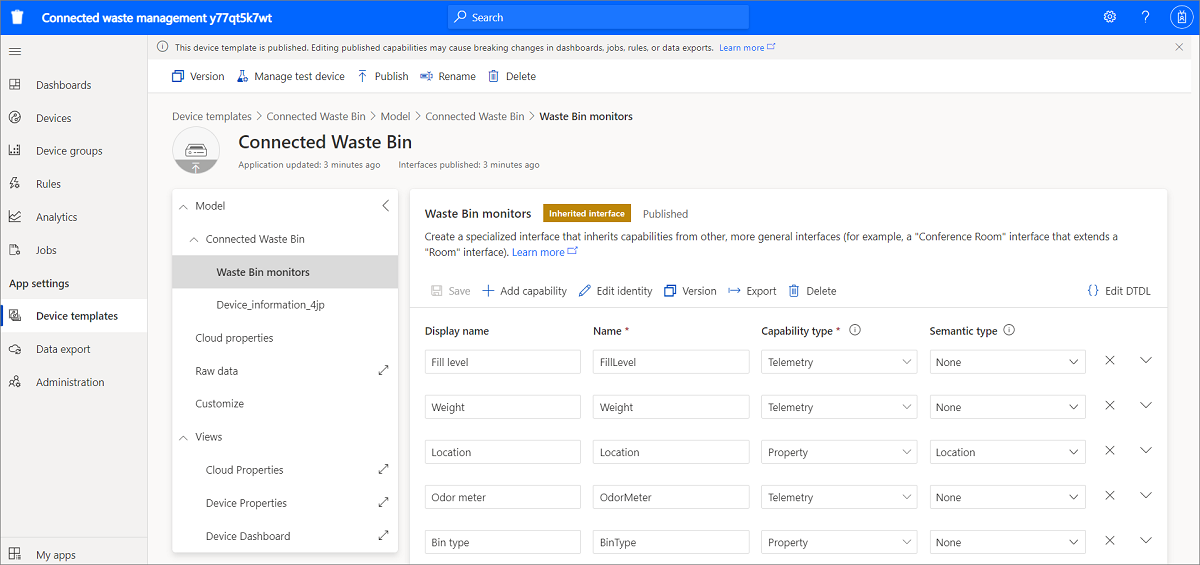 Connected waste management y77qt5k7wt
Search
This device template is published. Editing published capabilities may cause breaking changes in dashboards, jobs, rules, or data exports. Learn more
Version
Manage test device
Publish
Rename
Delete
Dashboards
Devices
Device groups
Rules
Analytics
Jobs
App settings
Device templates
Data export
Administration
My apps
Device templates > Connected Waste Bin > Model > Connected Waste Bin > Waste Bin monitors
Connected Waste Bin
Application updated: 3 minutes ago Interfaces published: 3 minutes ago
Model
Connected Waste Bin
Waste Bin monitors
Device_information_4jp
Cloud properties
Raw data
Customize
Views
Cloud Properties
Device Properties
Device Dashboard
Waste Bin monitors Inherited interface Published
Create a specialized interface that inherits capabilities from other, more general interfaces (for example, a "Conference Room" interface that extends a
"Room" interface). Learn more
Save Add capability Edit identity Version Export Delete {} Edit DTDL
Display name Name * Capability type * Semantic type
Fill level FillLevel Telemetry None
Weight Weight Telemetry None
Location Location Property Location
Odor meter OdorMeter Telemetry None
Bin type BinType Property None